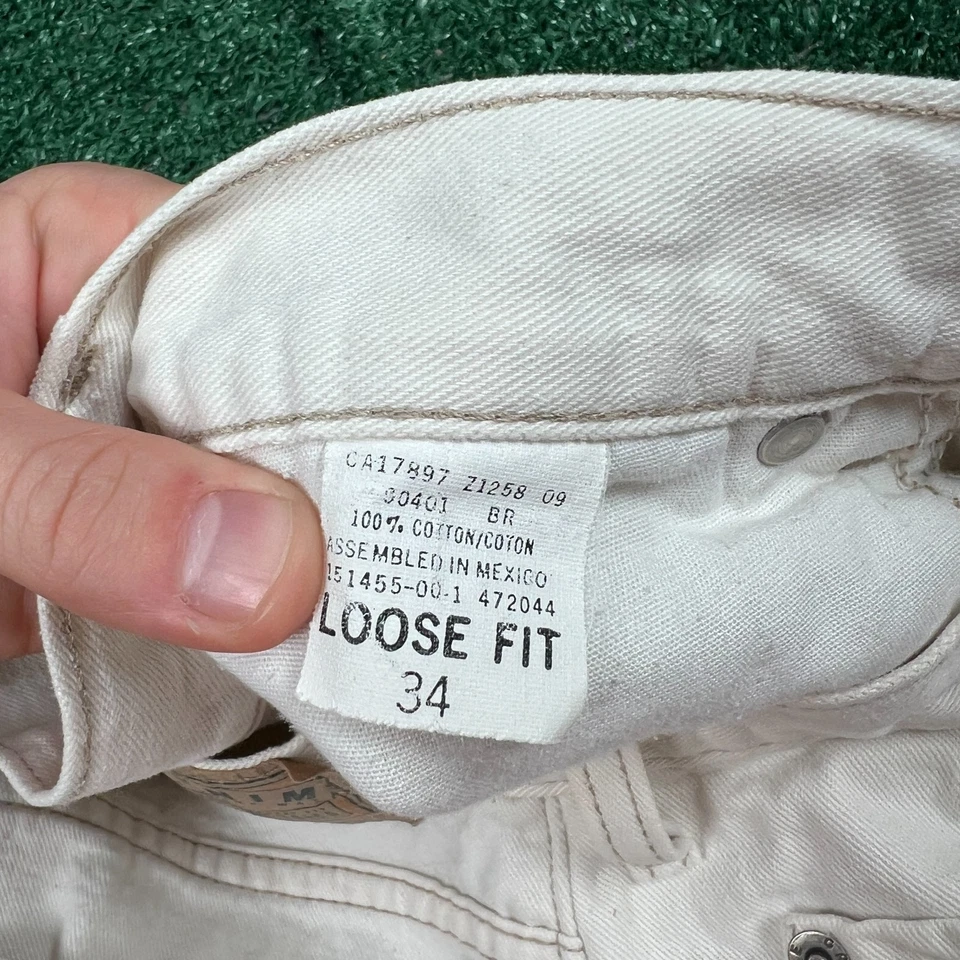 CA17897 Z1258 09
00401 BR
100% COTTON/COTON
ASSEMBLED IN MEXICO
151455-00-1 472044
LOOSE FIT
34